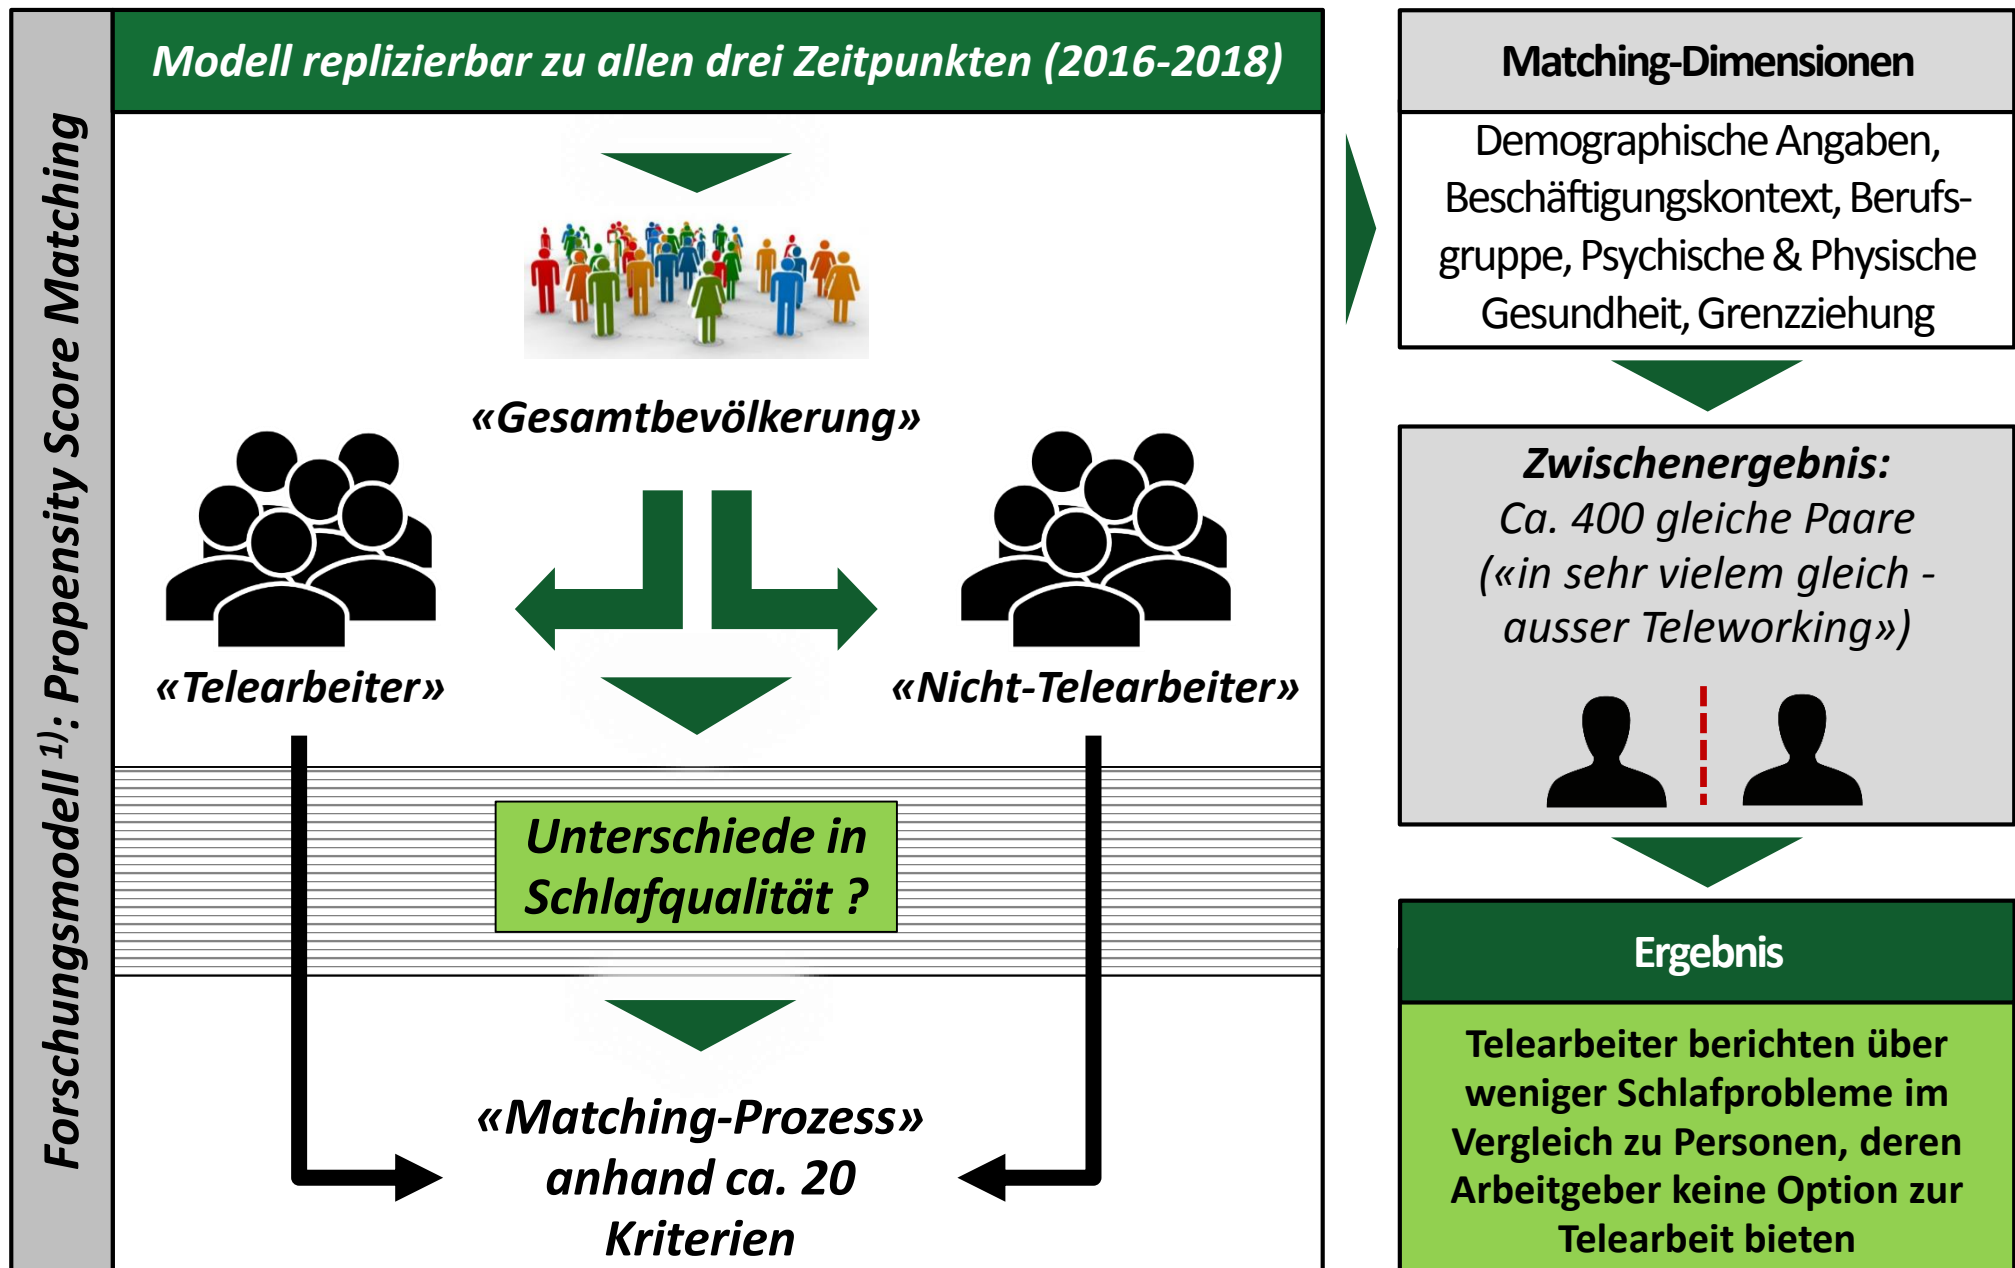 Forschungsmodell ¹⁾: Propensity Score Matching
Modell replizierbar zu allen drei Zeitpunkten (2016-2018)
«Gesamtbevölkerung»
«Telearbeiter»
«Nicht-Telearbeiter»
Unterschiede in
Schlafqualität ?
«Matching-Prozess»
anhand ca. 20
Kriterien
Matching-Dimensionen
Demographische Angaben,
Beschäftigungskontext, Berufs-
gruppe, Psychische & Physische
Gesundheit, Grenzziehung
Zwischenergebnis:
Ca. 400 gleiche Paare
(«in sehr vielem gleich -
ausser Teleworking»)
Ergebnis
Telearbeiter berichten über
weniger Schlafprobleme im
Vergleich zu Personen, deren
Arbeitgeber keine Option zur
Telearbeit bieten